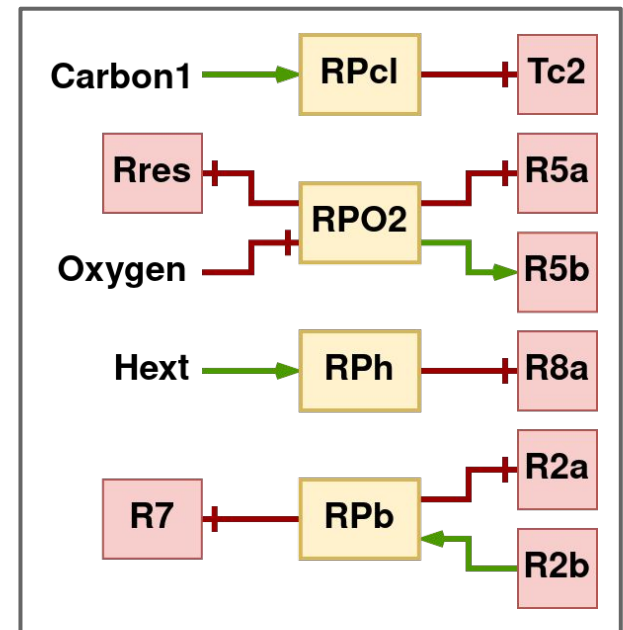 Carbon1
RPcl
Tc2
Rres
RPO2
R5a
Oxygen
R5b
Hext
RPh
R8a
R7
RPb
R2a
R2b